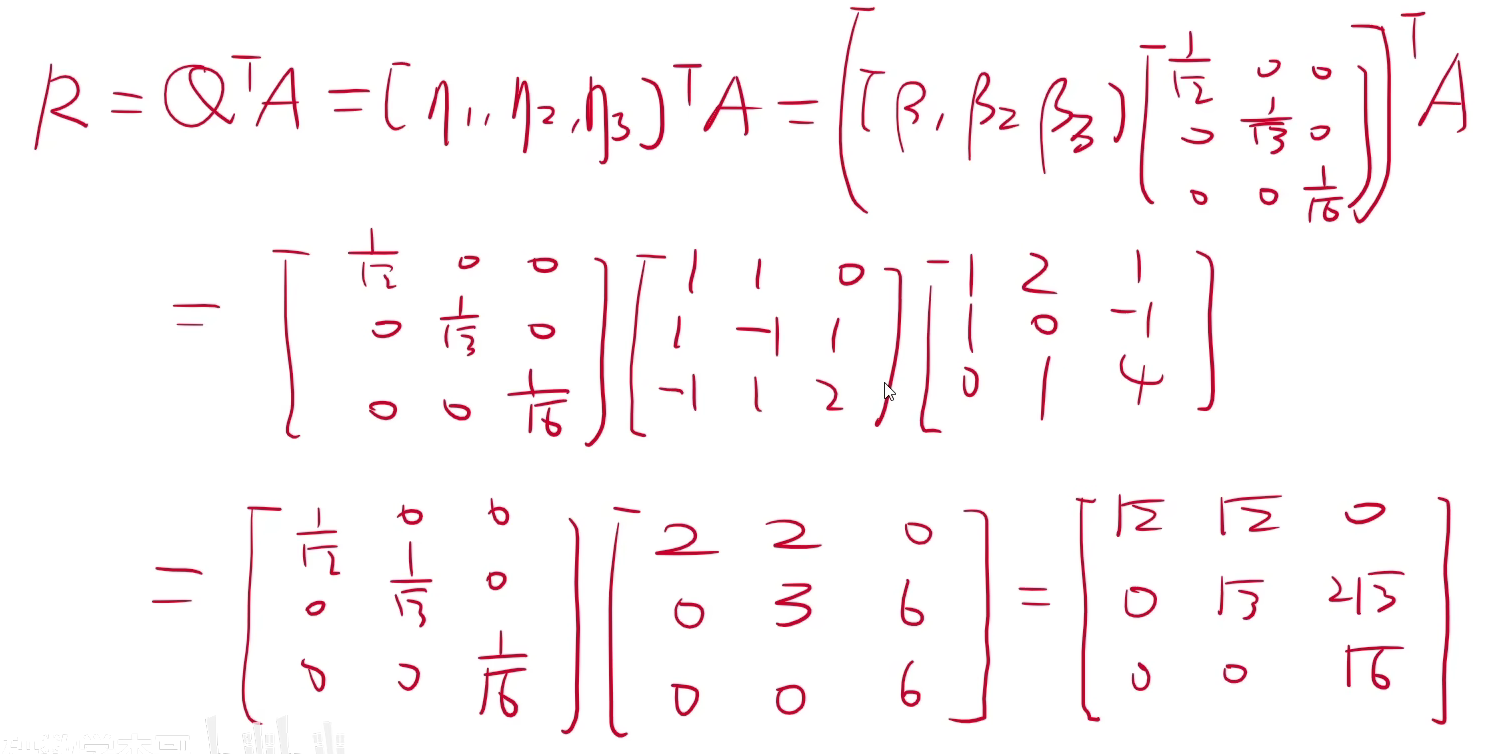 R = Qᵀ A = [η₁, η₂, η₃]ᵀ A = ([β₁ β₂ β₃] [1/√2 0 0; 0 1/√3 0; 0 0 1/√6])ᵀ A
= [1/√2 0 0; 0 1/√3 0; 0 0 1/√6] [1 1 0; 1 -1 1; -1 1 2] [1 2 1; 1 0 -1; 0 1 4]
= [1/√2 0 0; 0 1/√3 0; 0 0 1/√6] [2 2 0; 0 3 6; 0 0 6] = [√2 √2 0; 0 √3 2√3; 0 0 √6]